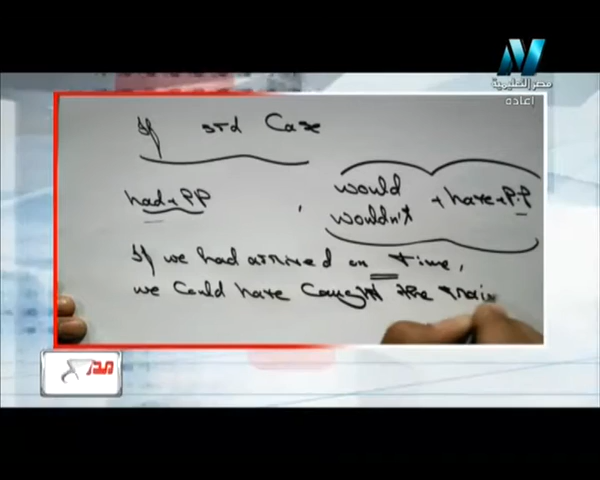 مصر التعليمية
إعادة
If 3rd Case
had + PP , would + have + P.P
wouldn't
If we had arrived on time,
we could have caught the train